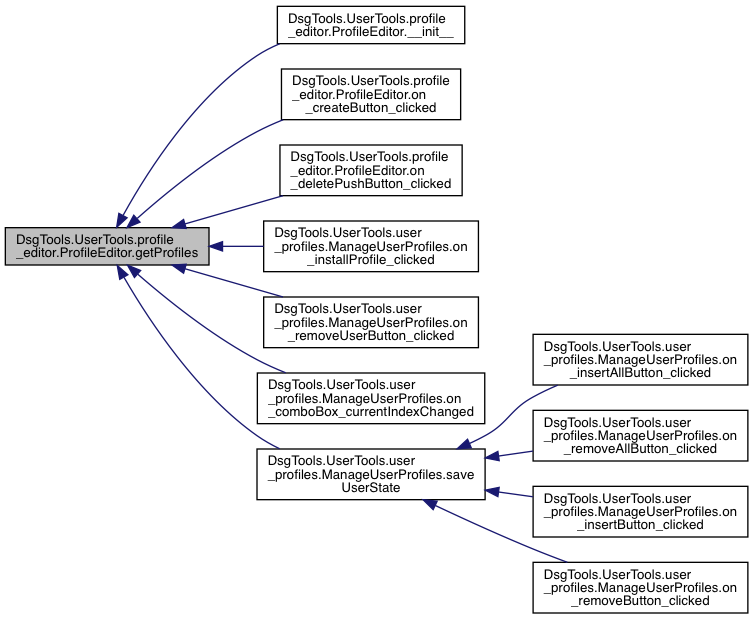 DsgTools.UserTools.profile
_editor.ProfileEditor.__init__
DsgTools.UserTools.profile
_editor.ProfileEditor.on
_createButton_clicked
DsgTools.UserTools.profile
_editor.ProfileEditor.on
_deletePushButton_clicked
DsgTools.UserTools.profile
_editor.ProfileEditor.getProfiles
DsgTools.UserTools.user
_profiles.ManageUserProfiles.on
_installProfile_clicked
DsgTools.UserTools.user
_profiles.ManageUserProfiles.on
_removeUserButton_clicked
DsgTools.UserTools.user
_profiles.ManageUserProfiles.on
_comboBox_currentIndexChanged
DsgTools.UserTools.user
_profiles.ManageUserProfiles.save
UserState
DsgTools.UserTools.user
_profiles.ManageUserProfiles.on
_insertAllButton_clicked
DsgTools.UserTools.user
_profiles.ManageUserProfiles.on
_removeAllButton_clicked
DsgTools.UserTools.user
_profiles.ManageUserProfiles.on
_insertButton_clicked
DsgTools.UserTools.user
_profiles.ManageUserProfiles.on
_removeButton_clicked